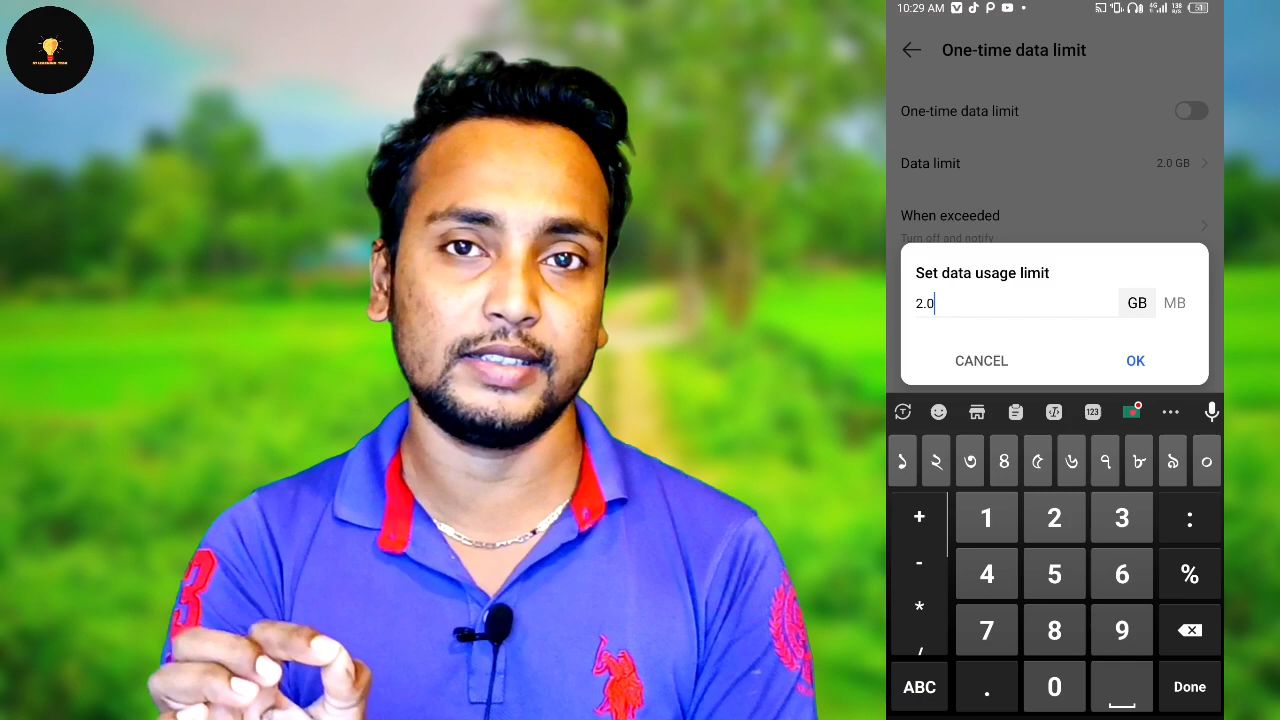 10:29 AM
One-time data limit
One-time data limit
Data limit 2.0 GB
When exceeded
Turn off and notify
Set data usage limit
2.0 GB MB
CANCEL OK
123
১ ২ ৩ ৪ ৫ ৬ ৭ ৮ ৯ ০
+ 1 2 3 :
- 4 5 6 %
* 7 8 9
ABC . 0 Done
3